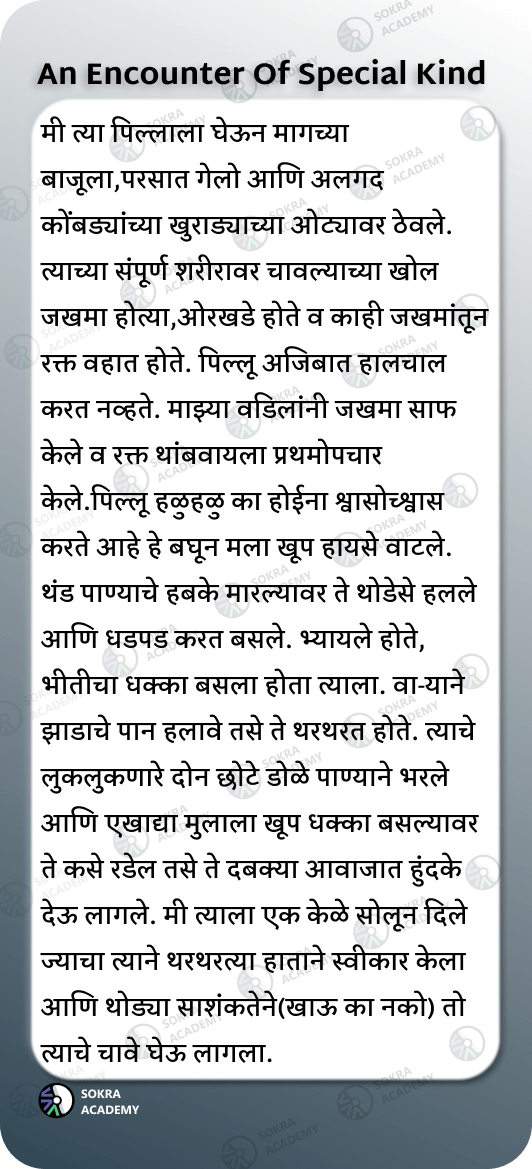 An Encounter Of Special Kind
मी त्या पिल्लाला घेऊन मागच्या
बाजूला,परसात गेलो आणि अलगद
कोंबड्यांच्या खुराड्याच्या ओट्यावर ठेवले.
त्याच्या संपूर्ण शरीरावर चावल्याच्या खोल
जखमा होत्या,ओरखडे होते व काही जखमांतून
रक्त वहात होते. पिल्लू अजिबात हालचाल
करत नव्हते. माझ्या वडिलांनी जखमा साफ
केले व रक्त थांबवायला प्रथमोपचार
केले.पिल्लू हळुहळु का होईना श्वासोच्श्वास
करते आहे हे बघून मला खूप हायसे वाटले.
थंड पाण्याचे हबके मारल्यावर ते थोडेसे हलले
आणि धडपड करत बसले. भ्यायले होते,
भीतीचा धक्का बसला होता त्याला. वा-याने
झाडाचे पान हलावे तसे ते थरथरत होते. त्याचे
लुकलुकणारे दोन छोटे डोळे पाण्याने भरले
आणि एखाद्या मुलाला खूप धक्का बसल्यावर
ते कसे रडेल तसे ते दबक्या आवाजात हुंदके
देऊ लागले. मी त्याला एक केळे सोलून दिले
ज्याचा त्याने थरथरत्या हाताने स्वीकार केला
आणि थोड्या साशंकतेने(खाऊ का नको) तो
त्याचे चावे घेऊ लागला.
SOKRA
ACADEMY